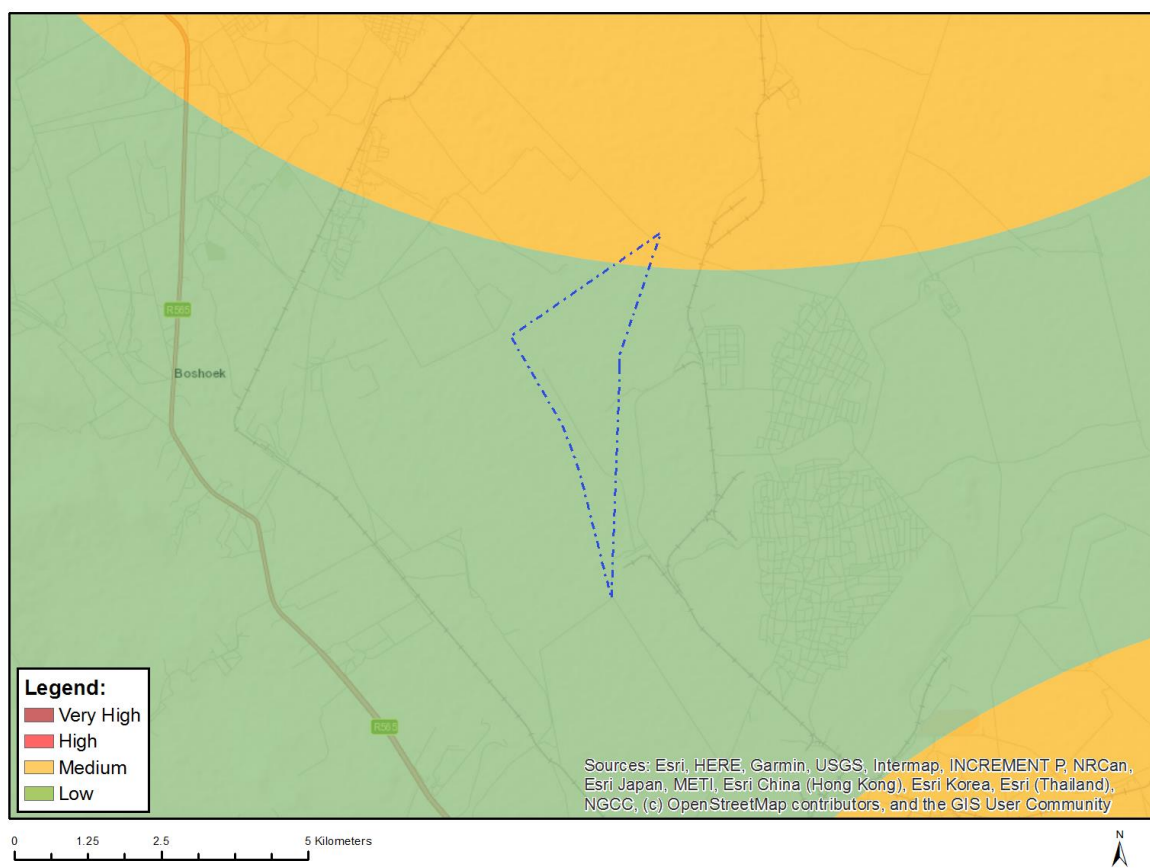 R565
Boshoek
R565
Legend:
Very High
High
Medium
Low
Sources: Esri, HERE, Garmin, USGS, Intermap, INCREMENT P, NRCan,
Esri Japan, METI, Esri China (Hong Kong), Esri Korea, Esri (Thailand),
NGCC, (c) OpenStreetMap contributors, and the GIS User Community
0 1.25 2.5 5 Kilometers
N